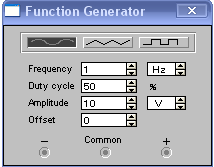 Function Generator
Frequency 1 Hz
Duty cycle 50 %
Amplitude 10 V
Offset 0
Common
− +